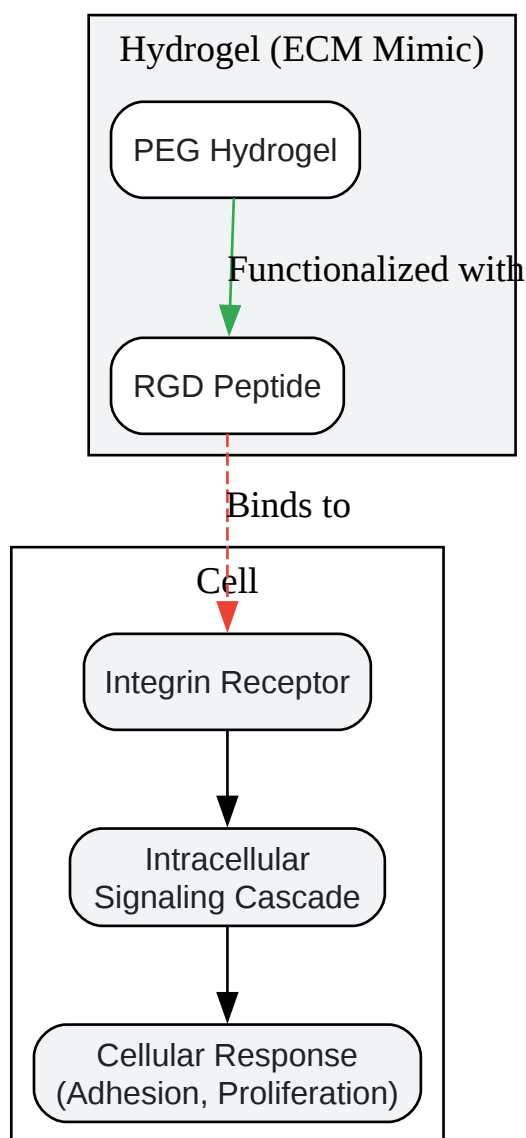 Hydrogel (ECM Mimic)
PEG Hydrogel
Functionalized with
RGD Peptide
Binds to
Cell
Integrin Receptor
Intracellular
Signaling Cascade
Cellular Response
(Adhesion, Proliferation)